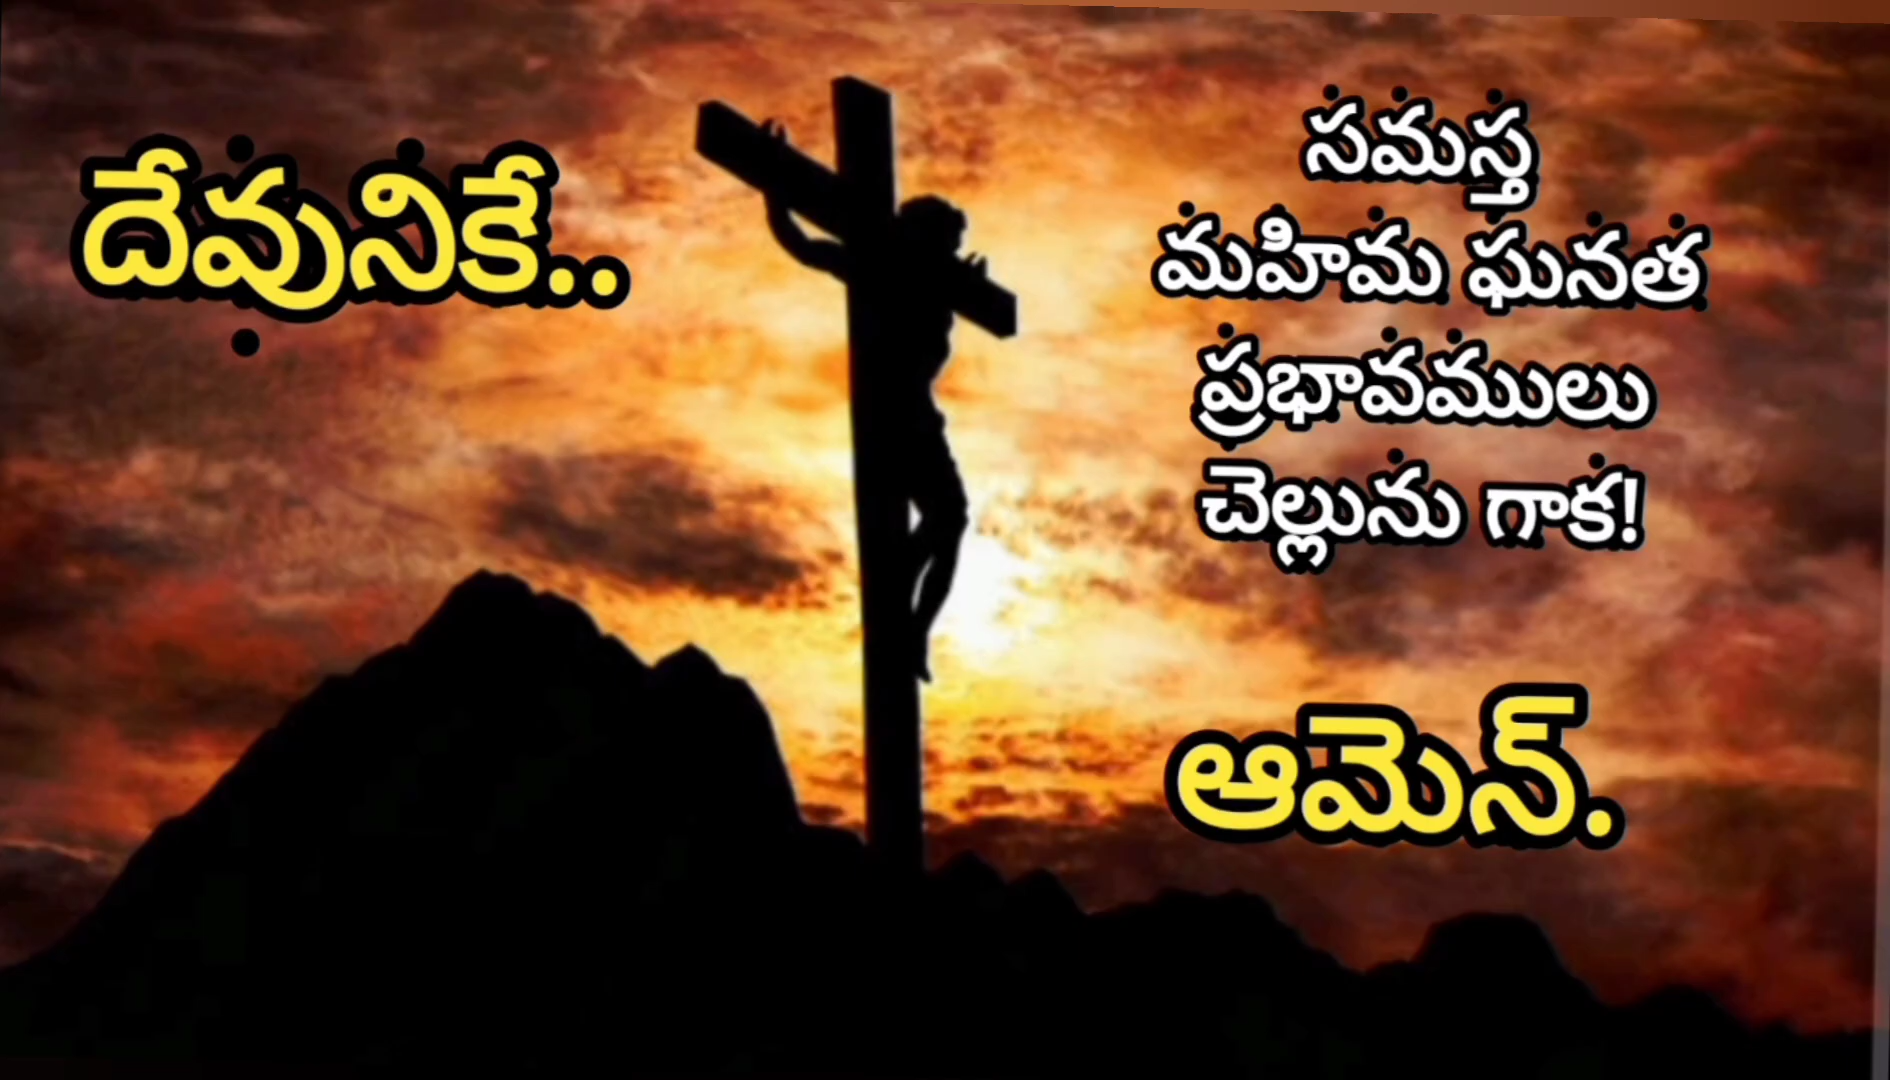 దేవునికే..
సమస్త
మహిమ ఘనత
ప్రభావములు
చెల్లును గాక!
ఆమెన్.